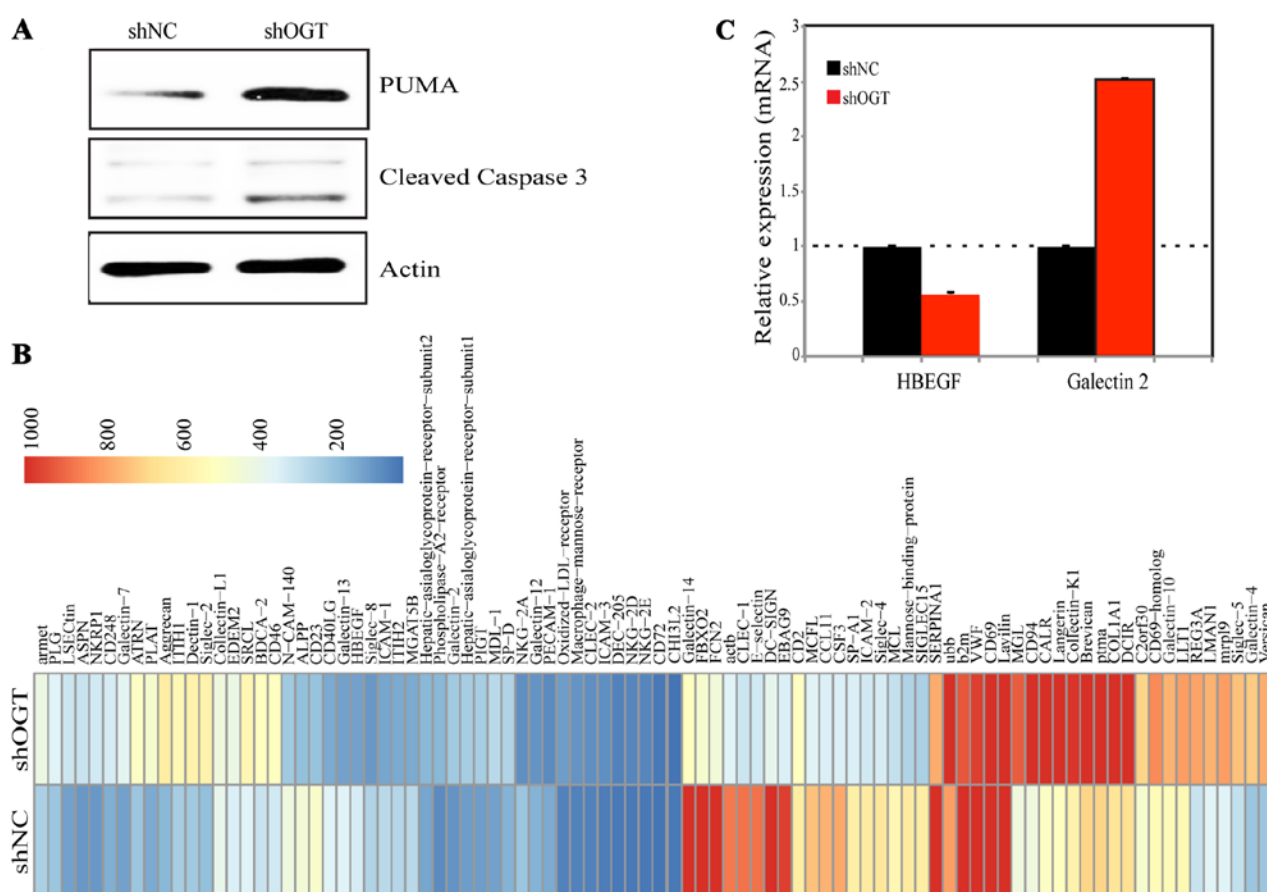 A
shNC shOGT
PUMA
Cleaved Caspase 3
Actin
C
Relative expression (mRNA)
3
2.5
2
1.5
1
0.5
0
shNC
shOGT
HBEGF Galectin 2
B
1000 800 600 400 200
armet
PLG
LSECtin
ASPN
NKRP1
CD248
Galectin-7
ATRN
PLAT
Aggrecan
ITIH1
Dectin-1
Siglec-2
Collectin-L1
EDEM2
SRCL
BDCA-2
CD46
N-CAM-140
ALPP
CD23
CD40LG
Galectin-13
HBEGF
Siglec-8
ICAM-1
ITIH2
MGAT5B
Hepatic-asialoglycoprotein-receptor-subunit2
Phospholipase-A2-receptor
Galectin-2
Hepatic-asialoglycoprotein-receptor-subunit1
PIGT
MDL-1
SP-D
NKG-2A
Galectin-12
PECAM-1
Oxidized-LDL-receptor
Macrophage-mannose-receptor
CLEC-2
ICAM-3
DEC-205
NKG-2D
NKG-2E
CD72
CHI3L2
Galectin-14
FBXO2
FCN2
actb
CLEC-1
E-selectin
DC-SIGN
EBAG9
CD2
MCFL
CCL11
CSF3
SP-A1
ICAM-2
Siglec-4
MCL
Mannose-binding-protein
SIGLEC15
SERPINA1
ubb
b2m
VWF
CD69
Layilin
MGL
CD94
CALR
Langerin
Collectin-K1
Brevican
ptma
COL1A1
DCIR
C2orf30
CD69-homolog
Galectin-10
LLT1
REG3A
LMAN1
mrpl9
Siglec-5
Galectin-4
Versican
shOGT
shNC